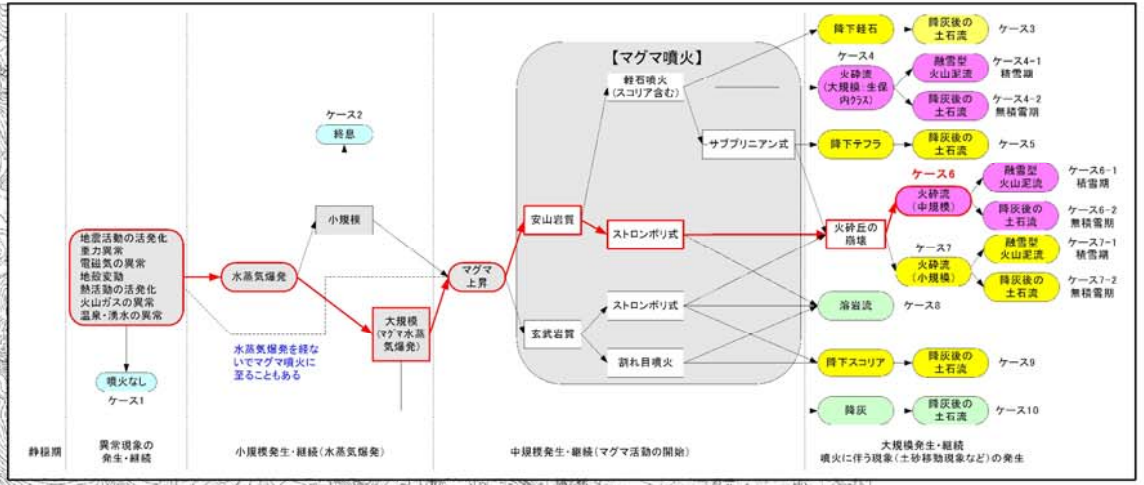 地震活動の活発化
重力異常
電磁気の異常
地殻変動
熱活動の活発化
火山ガスの異常
温泉・湧水の異常
噴火なし
ケース1
水蒸気爆発
水蒸気爆発を経な
いでマグマ噴火に
至ることもある
ケース2
終息
小規模
大規模
(マグマ水蒸
気爆発)
マグマ
上昇
【マグマ噴火】
安山岩質
玄武岩質
軽石噴火
(スコリア含む)
サブプリニアン式
ストロンボリ式
ストロンボリ式
割れ目噴火
降下軽石
降灰後の
土石流
ケース3
ケース4
火砕流
(大規模:生保
内クラス)
融雪型
火山泥流
ケース4-1
積雪期
降灰後の
土石流
ケース4-2
無積雪期
降下テフラ
降灰後の
土石流
ケース5
火砕丘の
崩壊
ケース6
火砕流
(中規模)
融雪型
火山泥流
ケース6-1
積雪期
降灰後の
土石流
ケース6-2
無積雪期
ケース7
火砕流
(小規模)
融雪型
火山泥流
ケース7-1
積雪期
降灰後の
土石流
ケース7-2
無積雪期
溶岩流
ケース8
降下スコリア
降灰後の
土石流
ケース9
降灰
降灰後の
土石流
ケース10
静穏期
異常現象の
発生・継続
小規模発生・継続(水蒸気爆発)
中規模発生・継続(マグマ活動の開始)
大規模発生・継続
噴火に伴う現象(土砂移動現象など)の発生